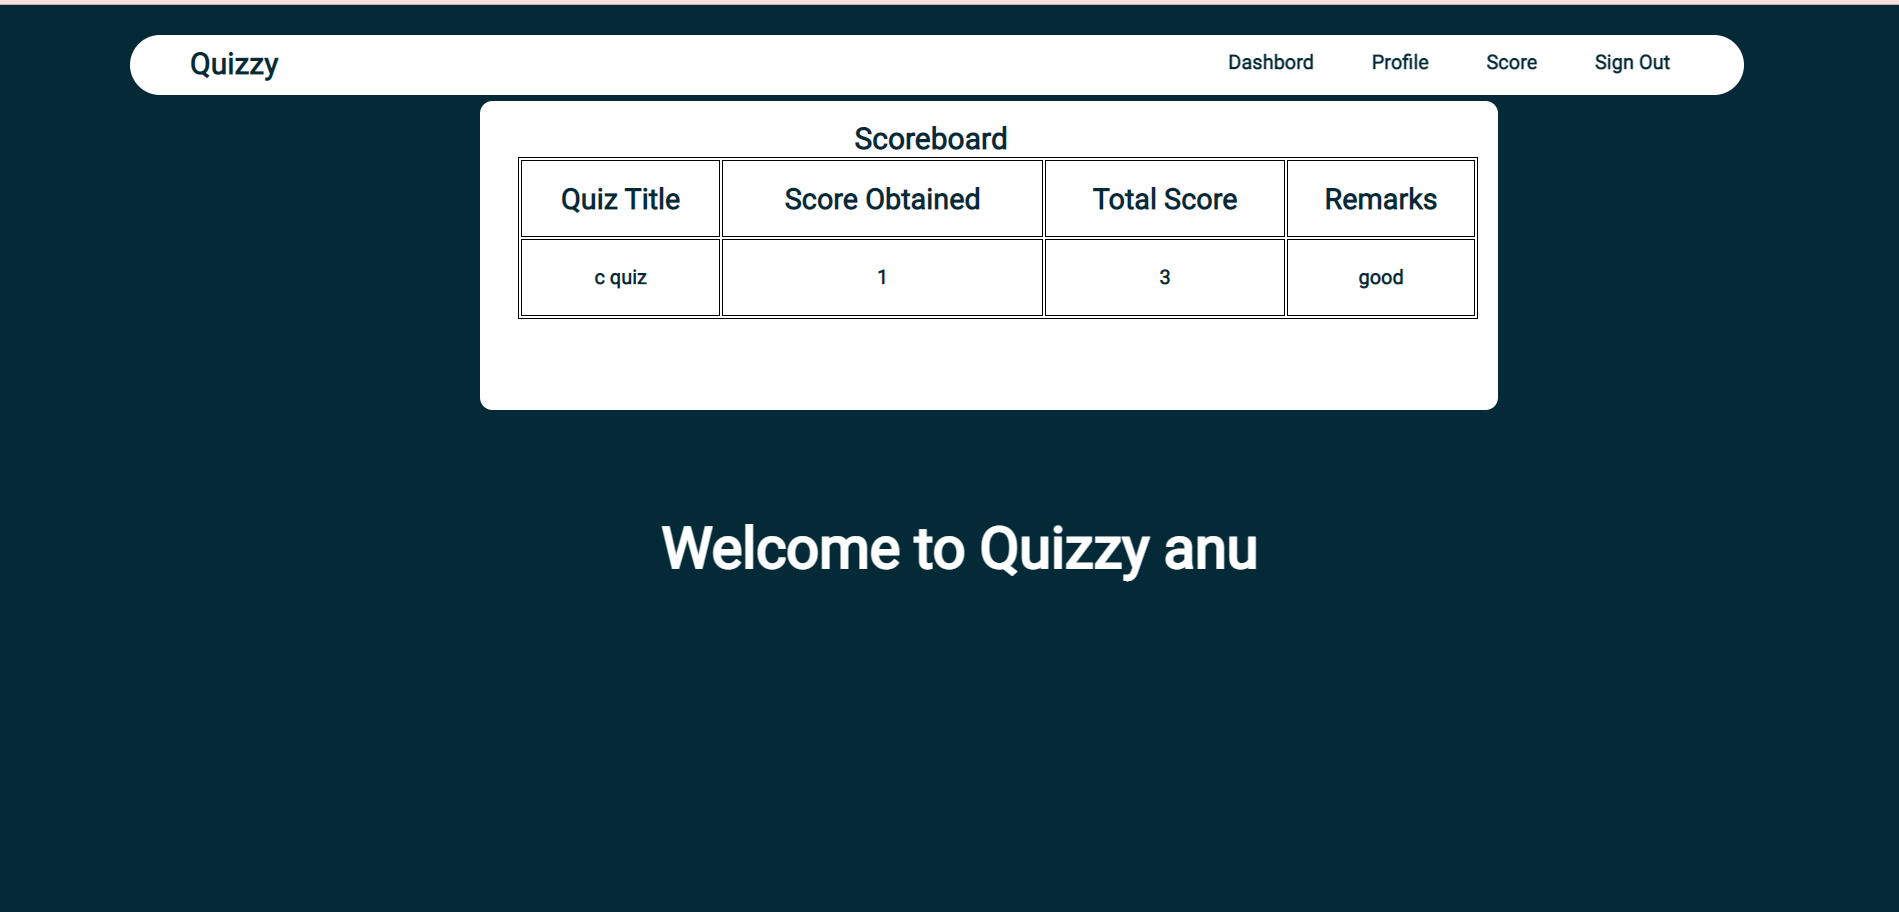 Quizzy Dashbord Profile Score Sign Out
Scoreboard
Quiz Title Score Obtained Total Score Remarks
c quiz 1 3 good
Welcome to Quizzy anu